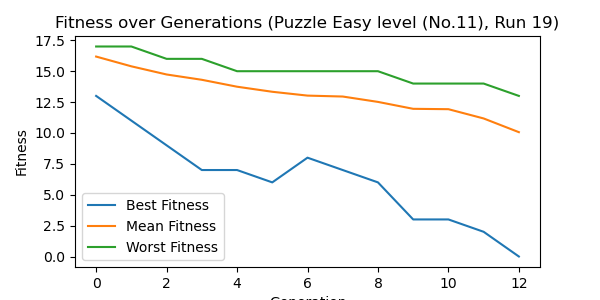 Fitness over Generations (Puzzle Easy level (No.11), Run 19)
17.5
15.0
12.5
10.0
7.5
5.0
2.5
0.0
Fitness
Best Fitness
Mean Fitness
Worst Fitness
0 2 4 6 8 10 12
Generation